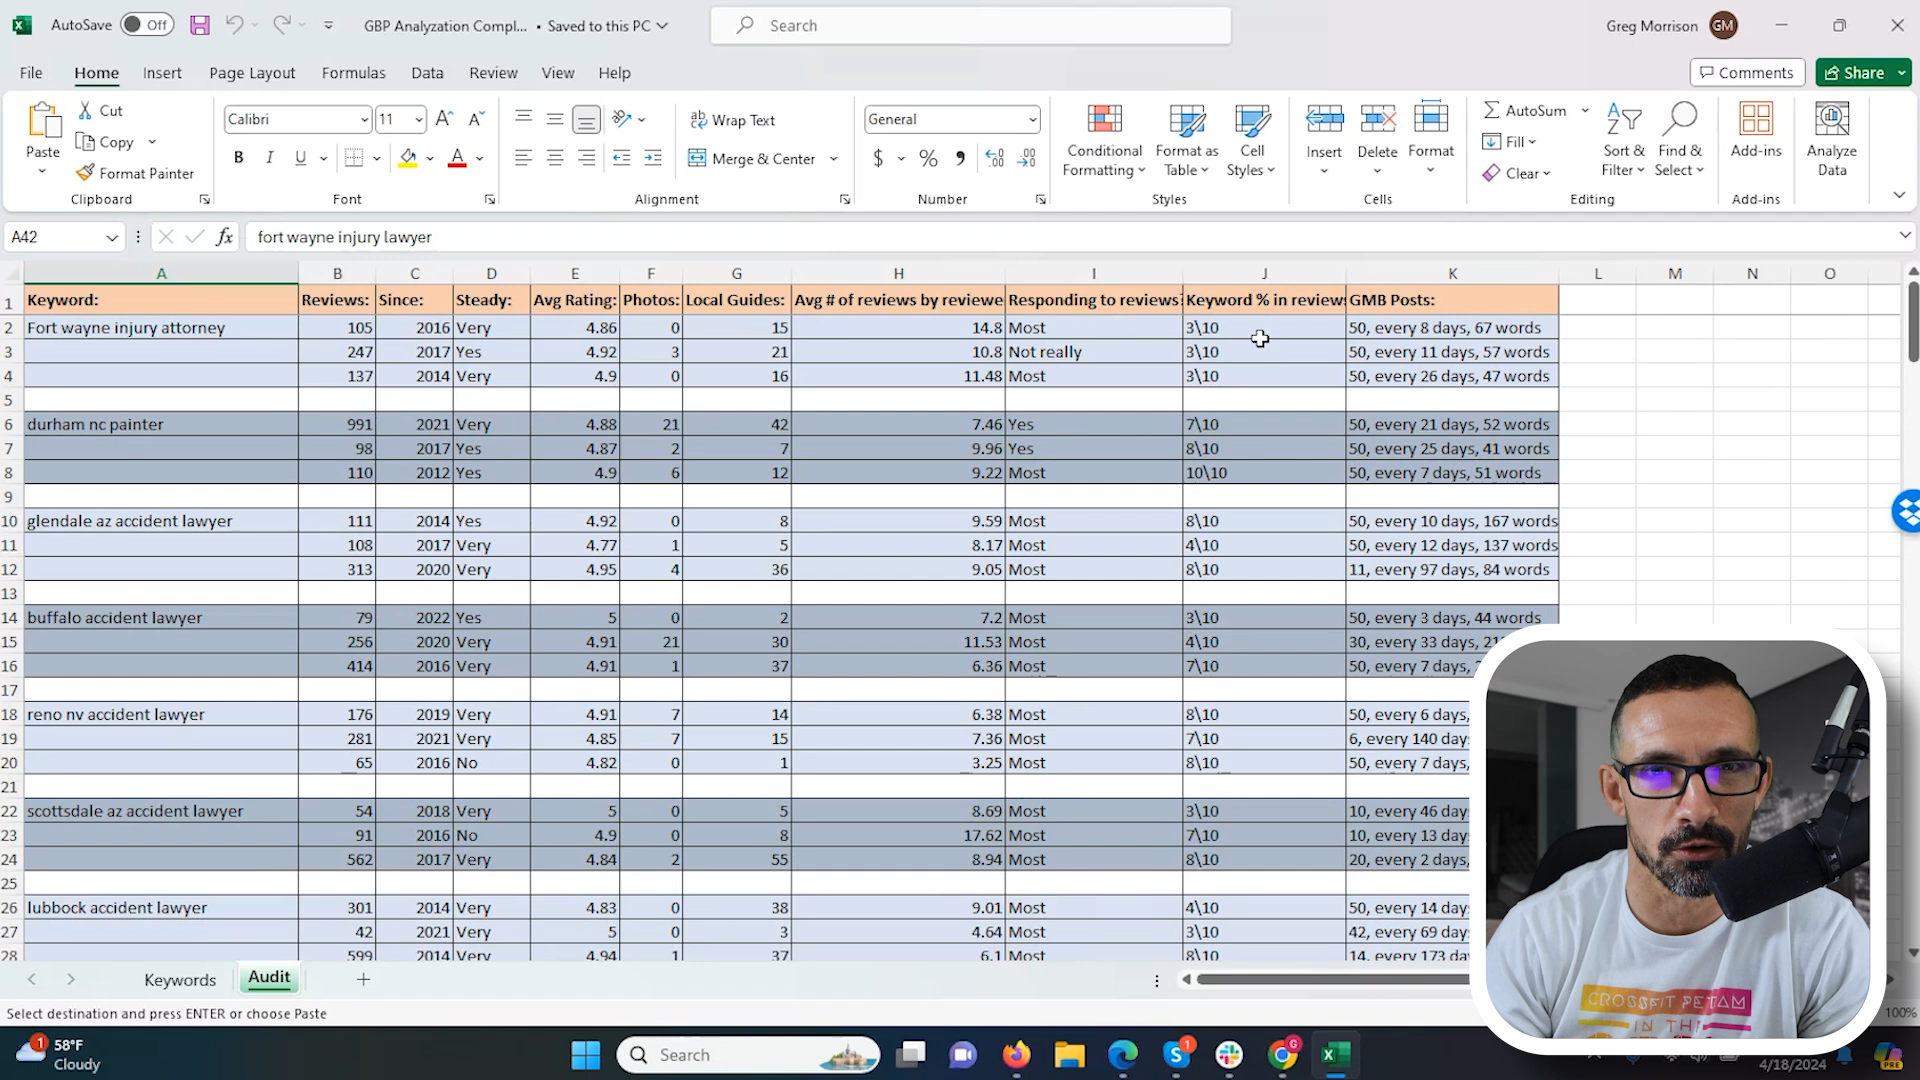 AutoSave Off GBP Analyzation Compl... • Saved to this PC Search Greg Morrison GM
File Home Insert Page Layout Formulas Data Review View Help Comments Share
Paste Cut Copy Format Painter Clipboard
Calibri 11 B I U A Font
ab Wrap Text Merge & Center Alignment
General $ % Number
Conditional Formatting Format as Table Cell Styles Styles
Insert Delete Format Cells
AutoSum Fill Clear Sort & Filter Find & Select Editing
Add-ins Add-ins
Analyze Data
A42 fx fort wayne injury lawyer
A B C D E F G H I J K L M N O
1 Keyword: Reviews: Since: Steady: Avg Rating: Photos: Local Guides: Avg # of reviews by reviewe Responding to reviews: Keyword % in review GMB Posts:
2 Fort wayne injury attorney 105 2016 Very 4.86 0 15 14.8 Most 3\10 50, every 8 days, 67 words
3 247 2017 Yes 4.92 3 21 10.8 Not really 3\10 50, every 11 days, 57 words
4 137 2014 Very 4.9 0 16 11.48 Most 3\10 50, every 26 days, 47 words
5
6 durham nc painter 991 2021 Very 4.88 21 42 7.46 Yes 7\10 50, every 21 days, 52 words
7 98 2017 Yes 4.87 2 7 9.96 Yes 8\10 50, every 25 days, 41 words
8 110 2012 Yes 4.9 6 12 9.22 Most 10\10 50, every 7 days, 51 words
9
10 glendale az accident lawyer 111 2014 Yes 4.92 0 8 9.59 Most 8\10 50, every 10 days, 167 words
11 108 2017 Very 4.77 1 5 8.17 Most 4\10 50, every 12 days, 137 words
12 313 2020 Very 4.95 4 36 9.05 Most 8\10 11, every 97 days, 84 words
13
14 buffalo accident lawyer 79 2022 Yes 5 0 2 7.2 Most 3\10 50, every 3 days, 44 words
15 256 2020 Very 4.91 21 30 11.53 Most 4\10 30, every 33 days,
16 414 2016 Very 4.91 1 37 6.36 Most 7\10 50, every 7 days,
17
18 reno nv accident lawyer 176 2019 Very 4.91 7 14 6.38 Most 8\10 50, every 6 days,
19 281 2021 Very 4.85 7 15 7.36 Most 7\10 6, every 140 day
20 65 2016 No 4.82 0 1 3.25 Most 8\10 50, every 7 days,
21
22 scottsdale az accident lawyer 54 2018 Very 5 0 5 8.69 Most 3\10 10, every 46 day
23 91 2016 No 4.9 0 8 17.62 Most 7\10 10, every 13 day
24 562 2017 Very 4.84 2 55 8.94 Most 8\10 20, every 2 days,
25
26 lubbock accident lawyer 301 2014 Very 4.83 0 38 9.01 Most 4\10 50, every 14 day
27 42 2021 Very 5 0 3 4.64 Most 3\10 42, every 69 day
28 599 2014 Very 4.94 1 37 6.1 Most 8\10 14, every 173 da
Keywords Audit
Select destination and press ENTER or choose Paste 100%
CROSSFIT PETAM
IN THE
1 58°F
Cloudy
Search
4/18/2024